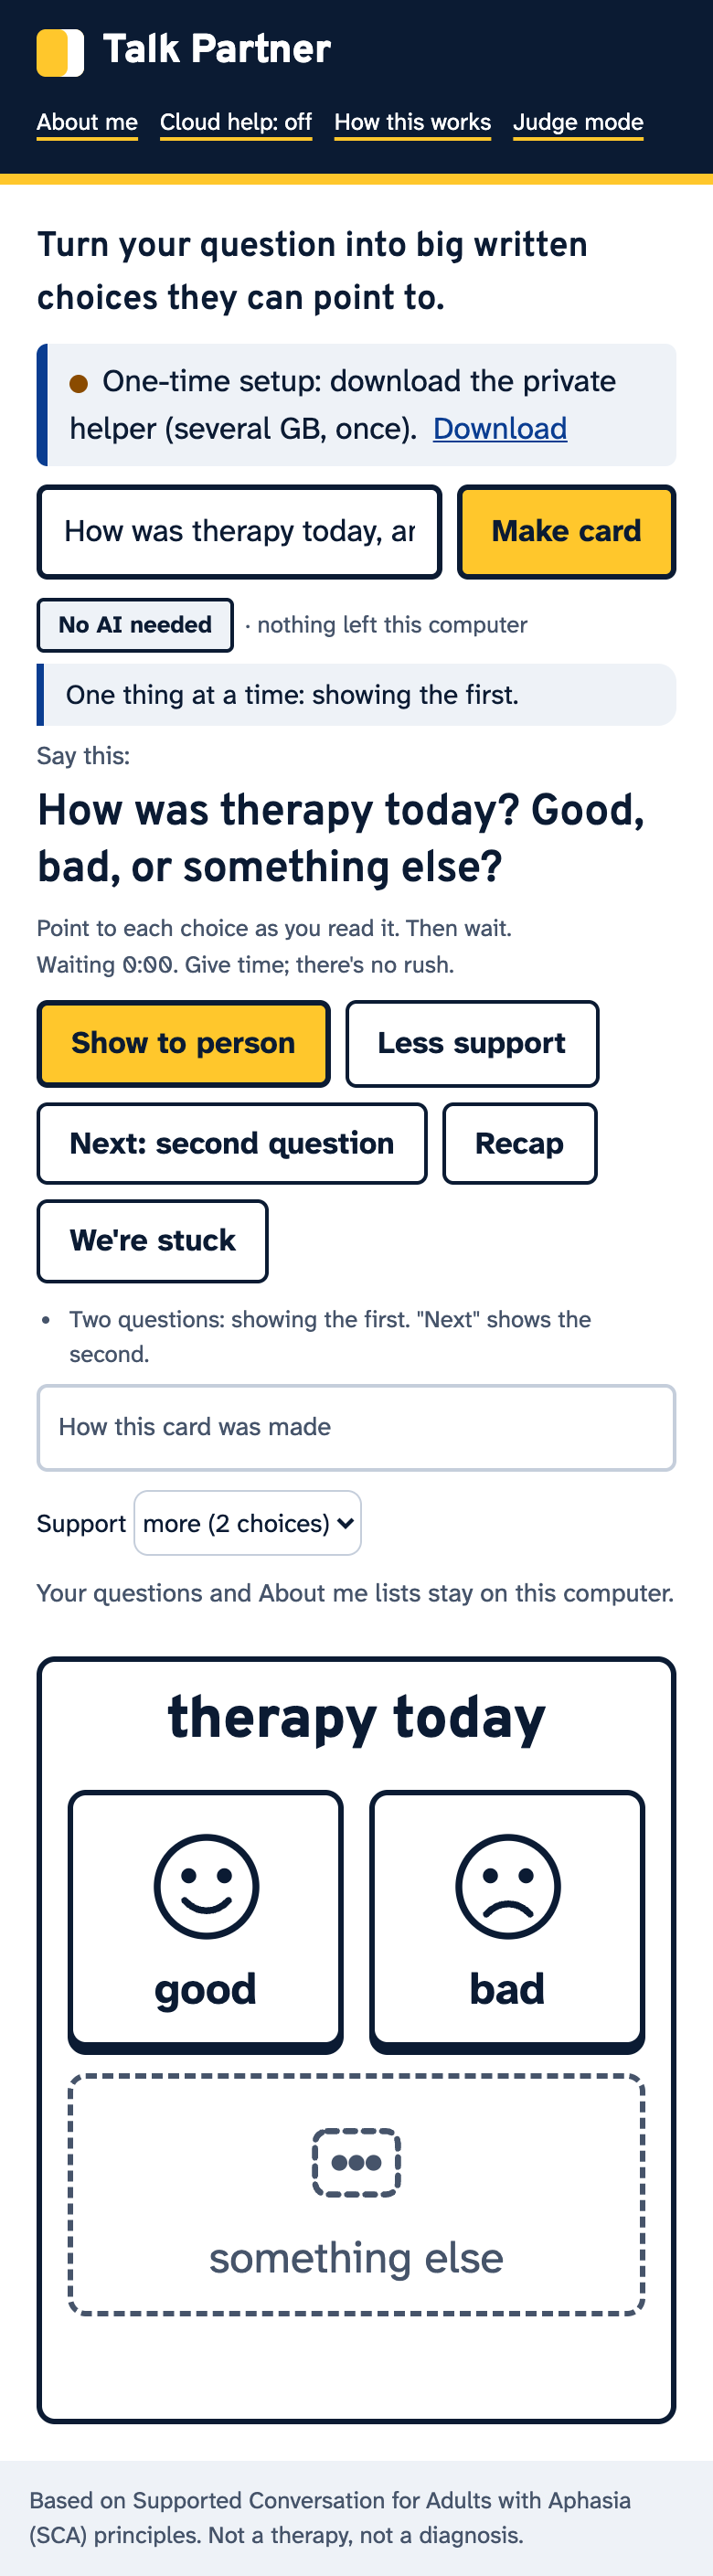 Talk Partner
About me Cloud help: off How this works Judge mode
Turn your question into big written
choices they can point to.
One-time setup: download the private
helper (several GB, once). Download
How was therapy today, ar
Make card
No AI needed · nothing left this computer
One thing at a time: showing the first.
Say this:
How was therapy today? Good,
bad, or something else?
Point to each choice as you read it. Then wait.
Waiting 0:00. Give time; there's no rush.
Show to person
Less support
Next: second question
Recap
We're stuck
• Two questions: showing the first. "Next" shows the
second.
How this card was made
Support more (2 choices)
Your questions and About me lists stay on this computer.
therapy today
good
bad
something else
Based on Supported Conversation for Adults with Aphasia
(SCA) principles. Not a therapy, not a diagnosis.